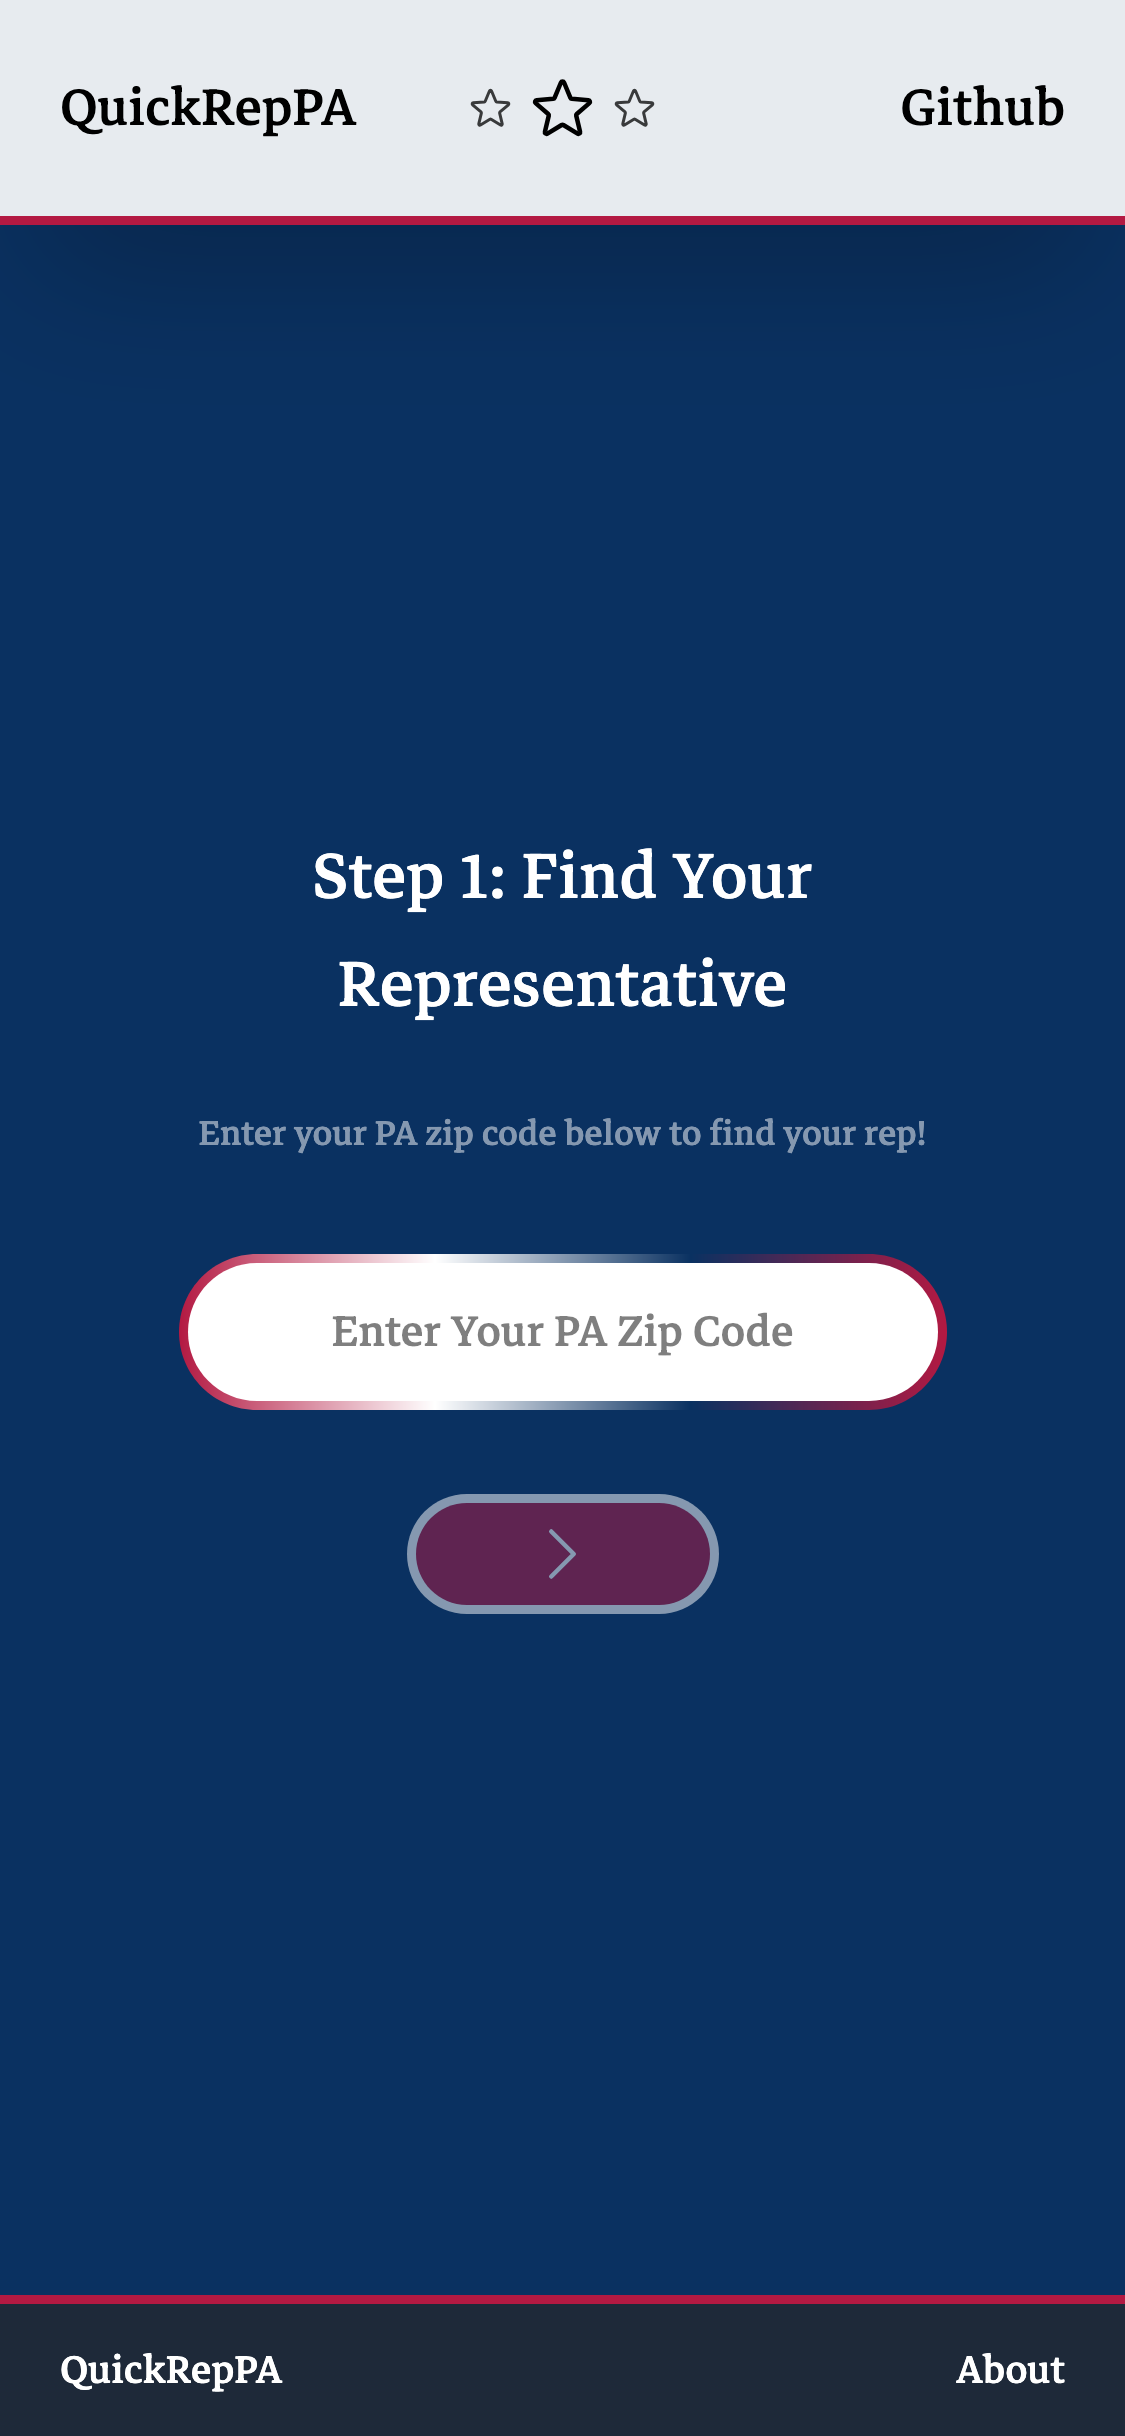 QuickRepPA
Github
Step 1: Find Your
Representative
Enter your PA zip code below to find your rep!
Enter Your PA Zip Code
QuickRepPA
About